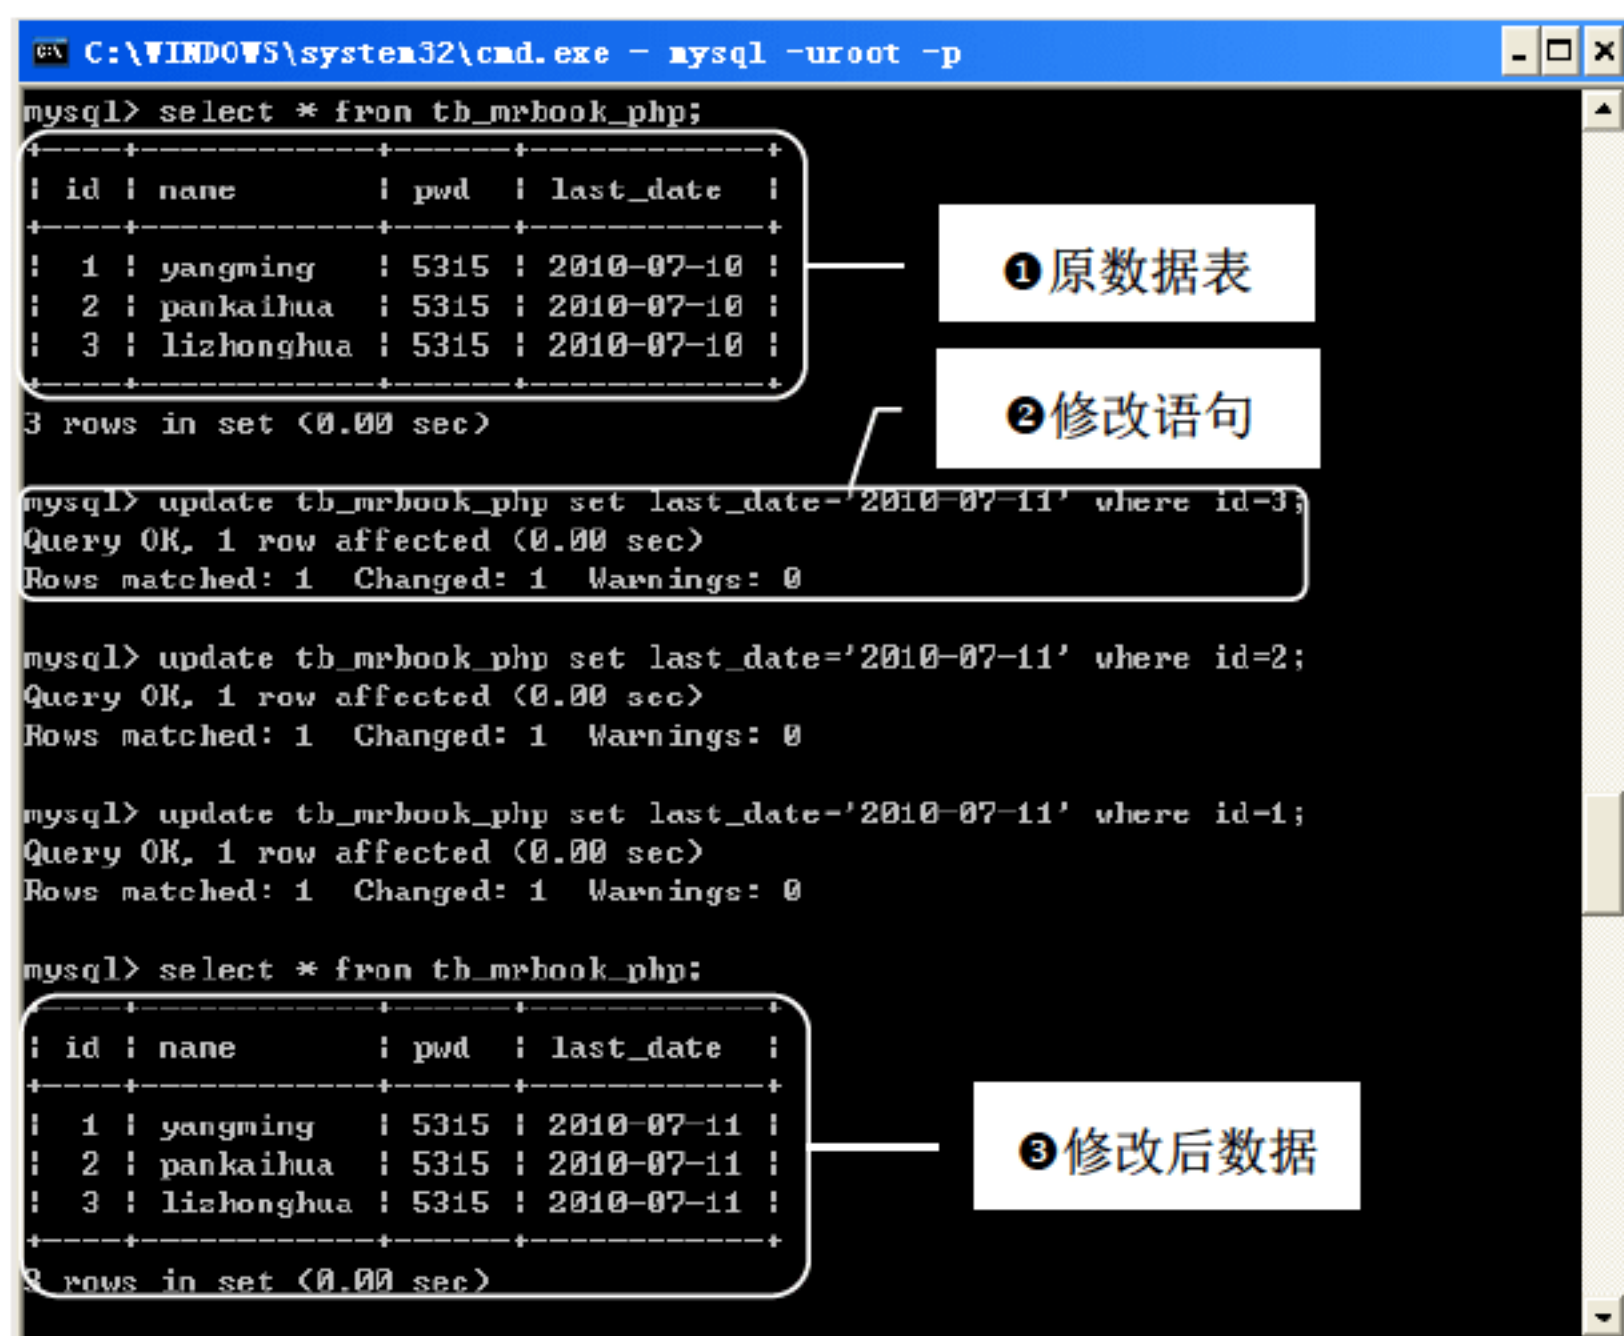 C:\WINDOWS\system32\cmd.exe - mysql -uroot -p
mysql> select * from tb_mrbook_php;
+----+------------+------+------------+
| id | name       | pwd  | last_date  |
+----+------------+------+------------+
|  1 | yangming   | 5315 | 2010-07-10 |
|  2 | pankaihua  | 5315 | 2010-07-10 |
|  3 | lizhonghua | 5315 | 2010-07-10 |
+----+------------+------+------------+
3 rows in set (0.00 sec)
❶原数据表
❷修改语句
mysql> update tb_mrbook_php set last_date='2010-07-11' where id=3;
Query OK, 1 row affected (0.00 sec)
Rows matched: 1  Changed: 1  Warnings: 0
mysql> update tb_mrbook_php set last_date='2010-07-11' where id=2;
Query OK, 1 row affected (0.00 sec)
Rows matched: 1  Changed: 1  Warnings: 0
mysql> update tb_mrbook_php set last_date='2010-07-11' where id=1;
Query OK, 1 row affected (0.00 sec)
Rows matched: 1  Changed: 1  Warnings: 0
mysql> select * from tb_mrbook_php;
+----+------------+------+------------+
| id | name       | pwd  | last_date  |
+----+------------+------+------------+
|  1 | yangming   | 5315 | 2010-07-11 |
|  2 | pankaihua  | 5315 | 2010-07-11 |
|  3 | lizhonghua | 5315 | 2010-07-11 |
+----+------------+------+------------+
3 rows in set (0.00 sec)
❸修改后数据